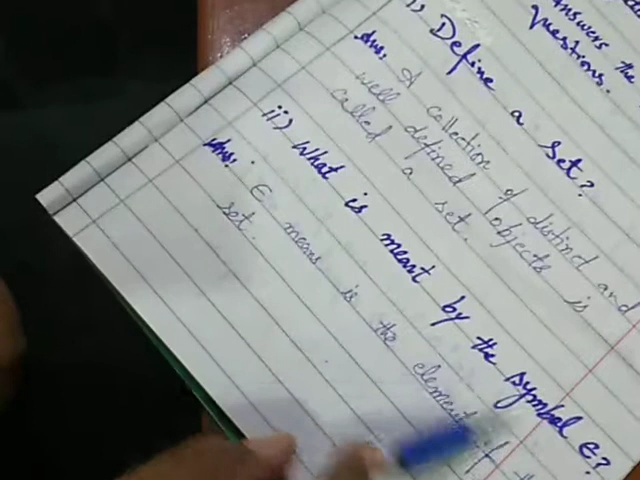 Answers the
questions.
i) Define a set?
Ans: A collection of distinct and
well defined objects is
called a set.
ii) What is meant by the symbol ∈?
Ans: ∈ means is the element of
set.